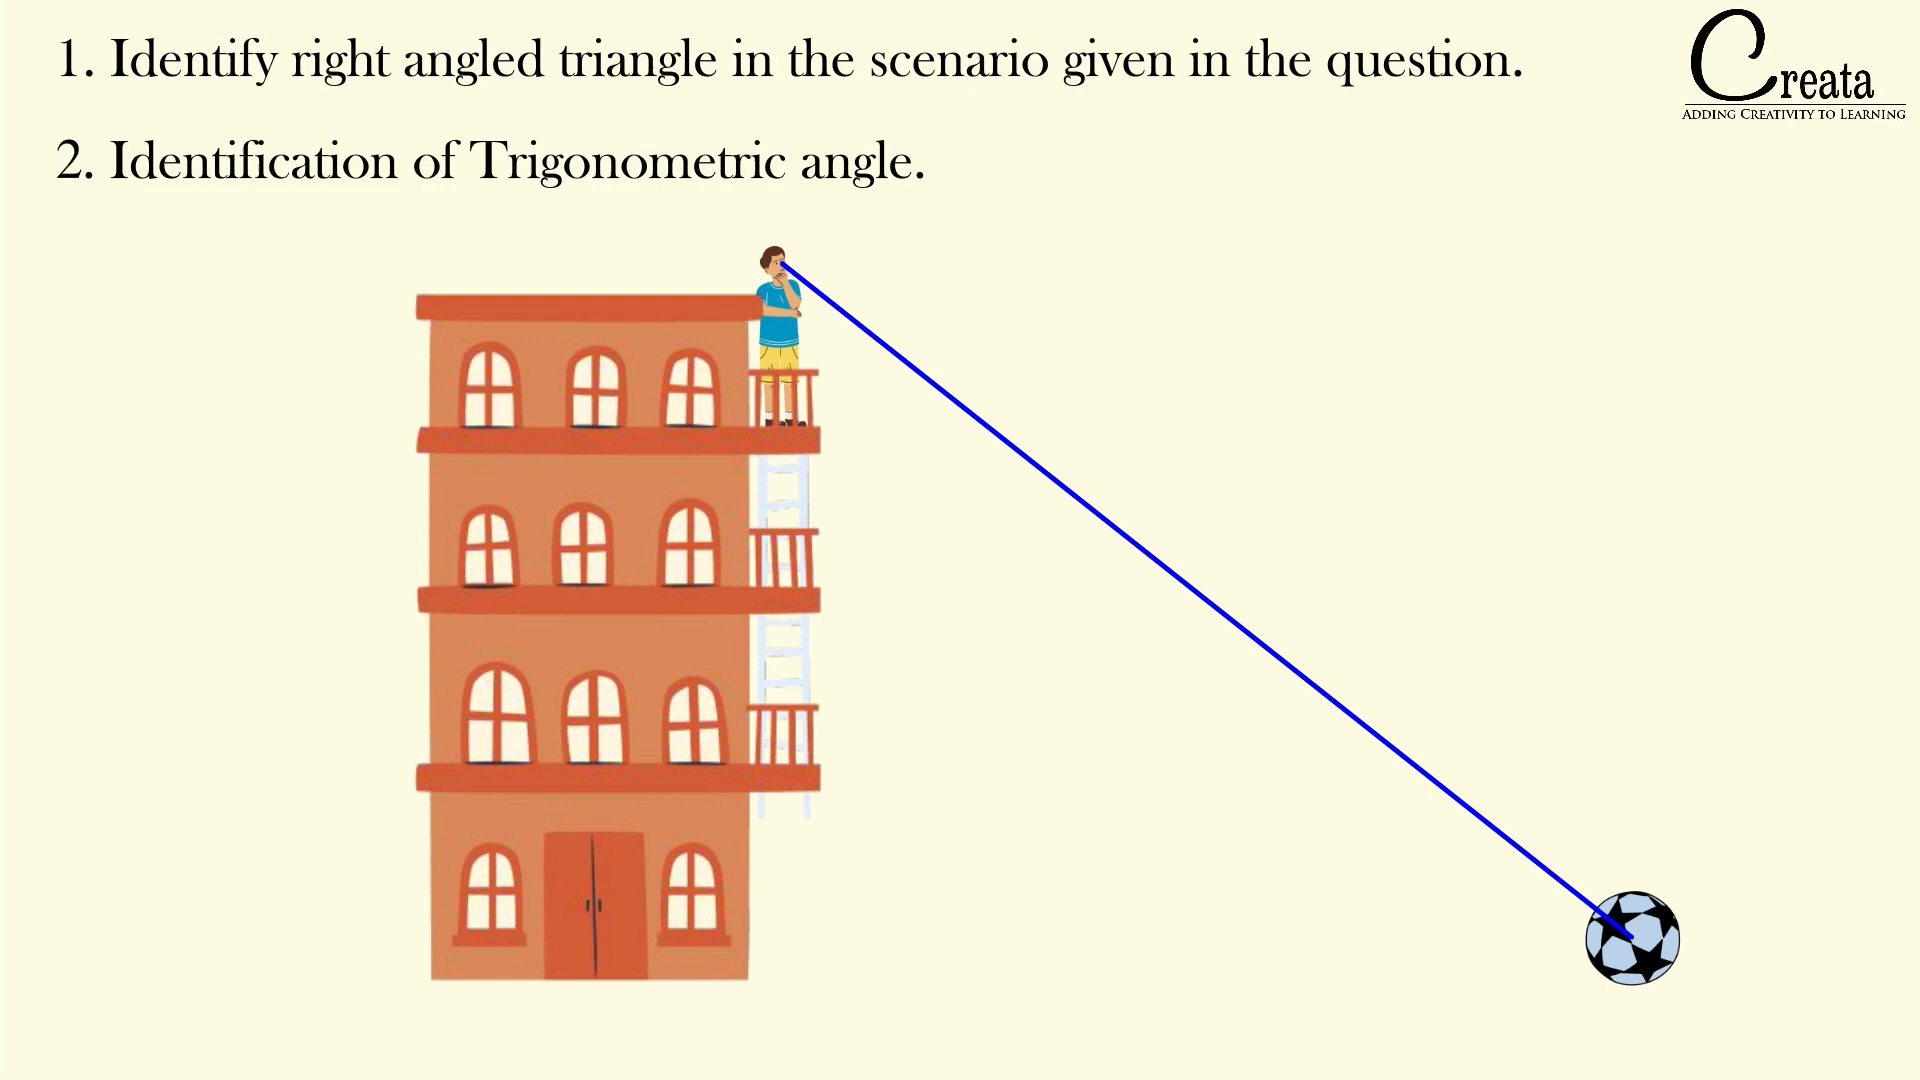 1. Identify right angled triangle in the scenario given in the question.
2. Identification of Trigonometric angle.
Creata
ADDING CREATIVITY TO LEARNING